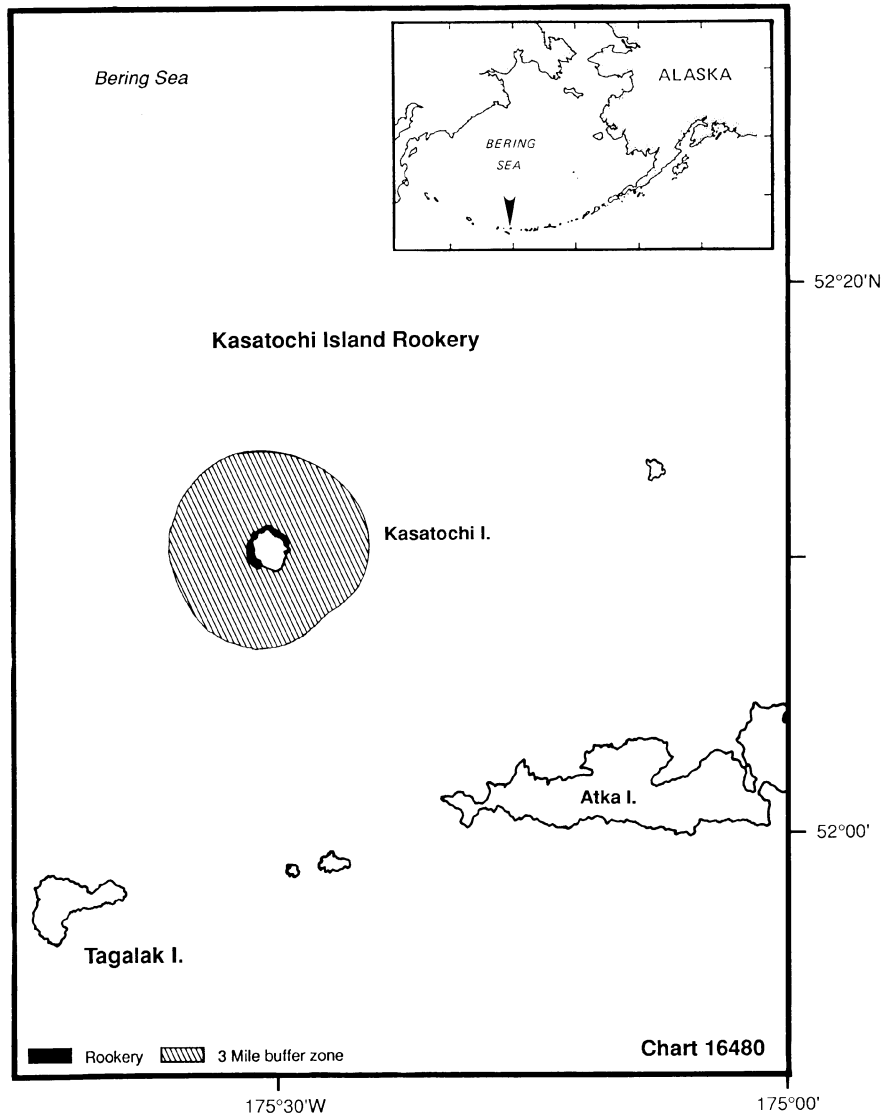 Bering Sea
ALASKA
BERING
SEA
52°20'N
Kasatochi Island Rookery
Kasatochi I.
Atka I.
52°00'
Tagalak I.
Rookery
3 Mile buffer zone
Chart 16480
175°30'W
175°00'